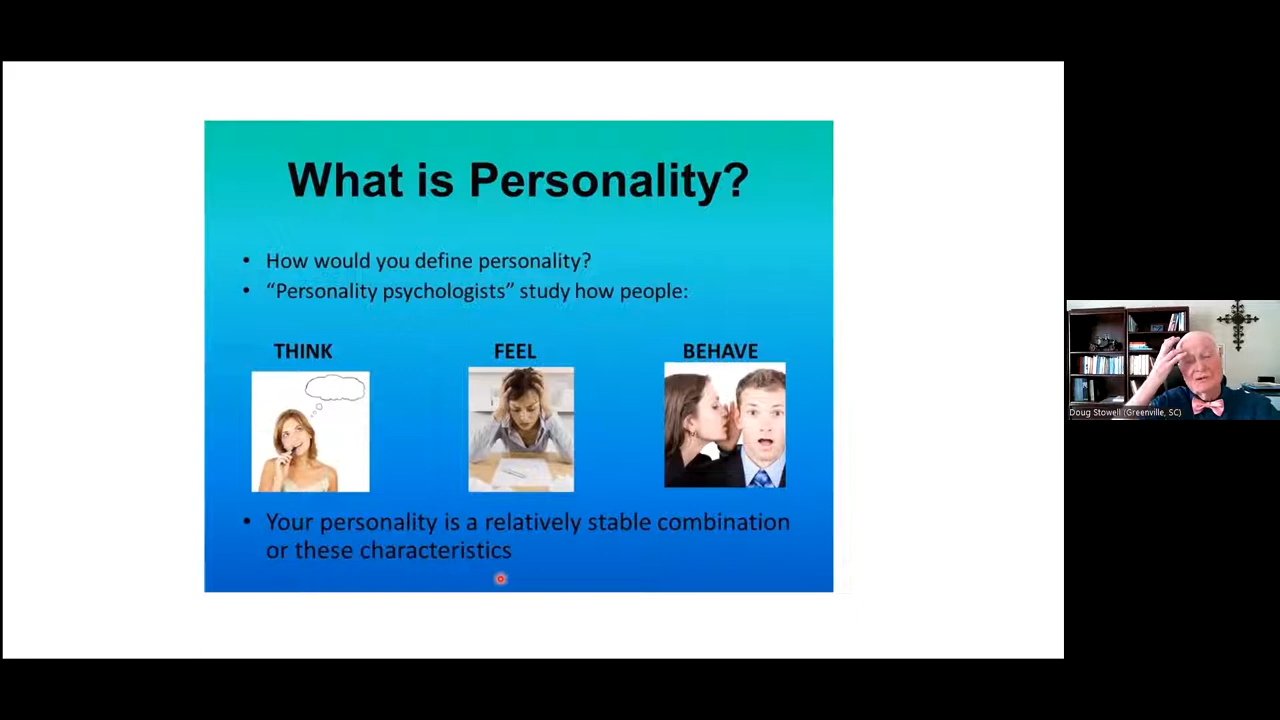 What is Personality?
• How would you define personality?
• “Personality psychologists” study how people:
THINK FEEL BEHAVE
• Your personality is a relatively stable combination
or these characteristics
Doug Stowell (Greenville, SC)